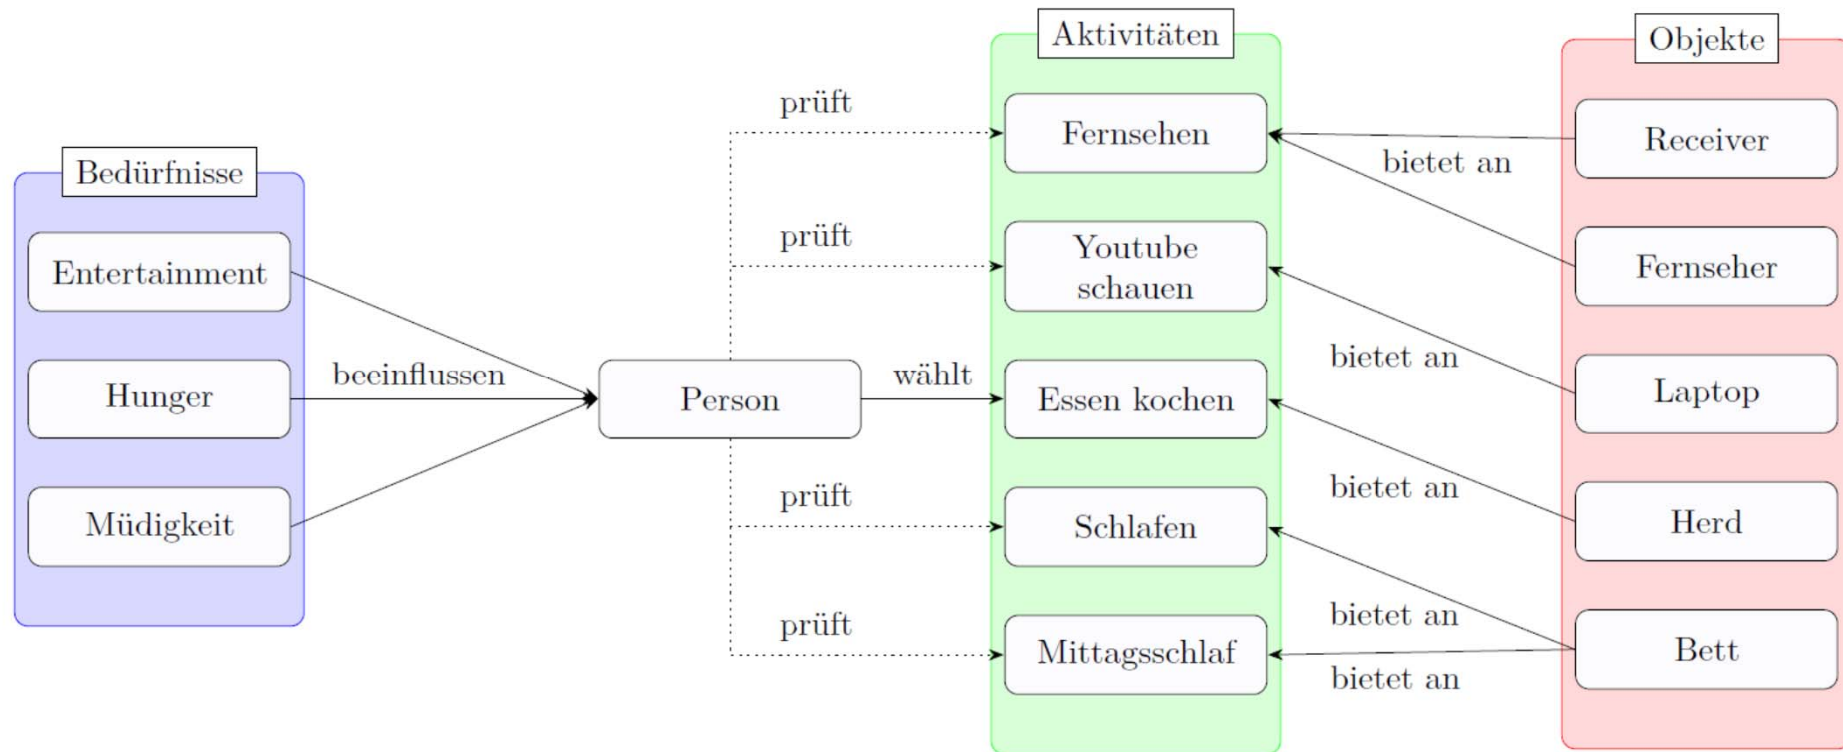 Bedürfnisse
Entertainment
Hunger
Müdigkeit
beeinflussen
Person
prüft
prüft
wählt
prüft
prüft
Aktivitäten
Fernsehen
Youtube
schauen
Essen kochen
Schlafen
Mittagsschlaf
bietet an
bietet an
bietet an
bietet an
bietet an
Objekte
Receiver
Fernseher
Laptop
Herd
Bett